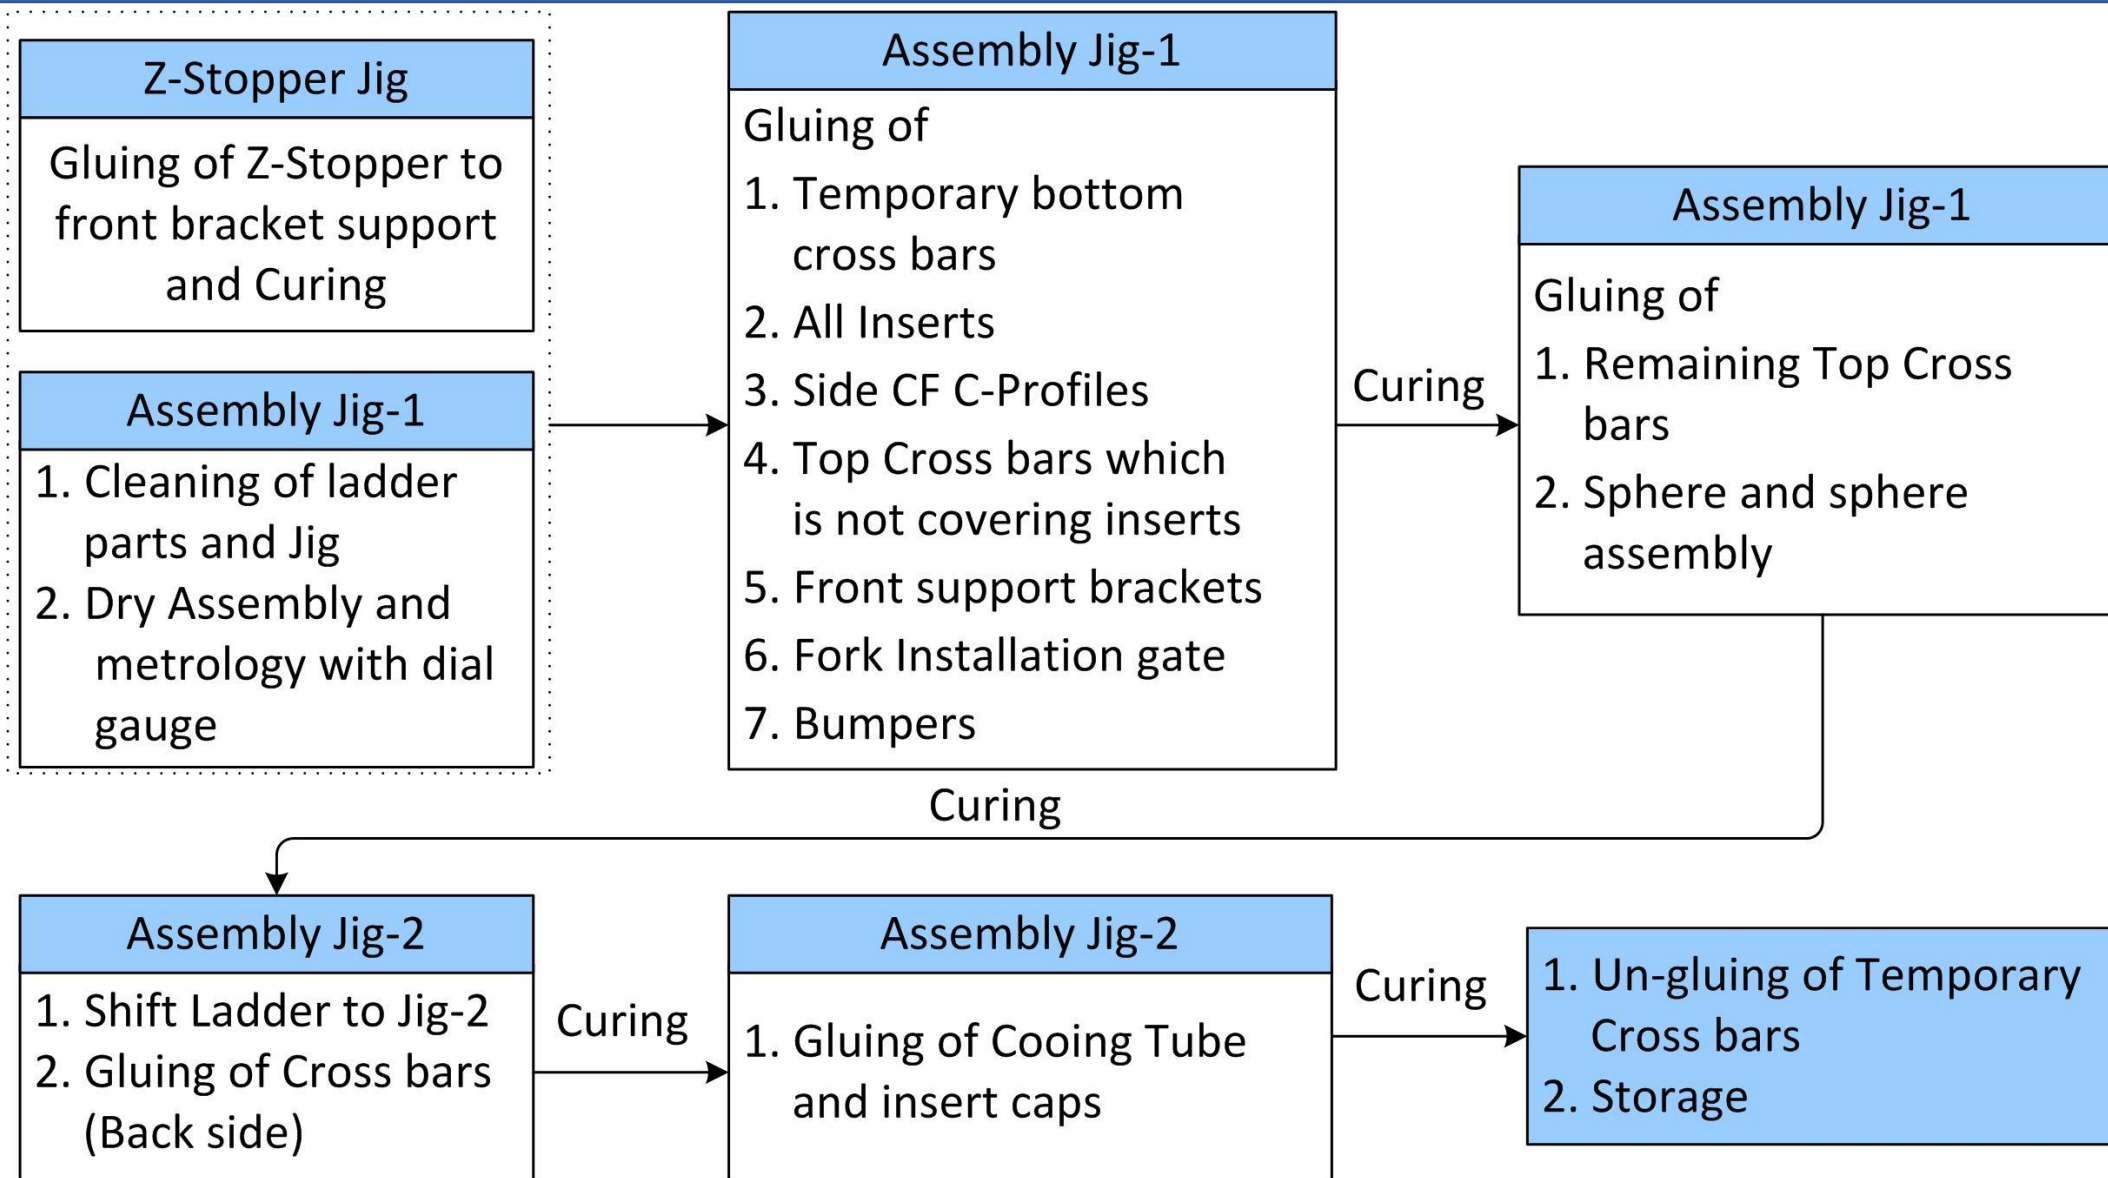 Z-Stopper Jig
Gluing of Z-Stopper to
front bracket support
and Curing
Assembly Jig-1
1. Cleaning of ladder
parts and Jig
2. Dry Assembly and
metrology with dial
gauge
Assembly Jig-1
Gluing of
1. Temporary bottom
cross bars
2. All Inserts
3. Side CF C-Profiles
4. Top Cross bars which
is not covering inserts
5. Front support brackets
6. Fork Installation gate
7. Bumpers
Curing
Assembly Jig-1
Gluing of
1. Remaining Top Cross
bars
2. Sphere and sphere
assembly
Curing
Assembly Jig-2
1. Shift Ladder to Jig-2
2. Gluing of Cross bars
(Back side)
Curing
Assembly Jig-2
1. Gluing of Cooing Tube
and insert caps
Curing
1. Un-gluing of Temporary
Cross bars
2. Storage